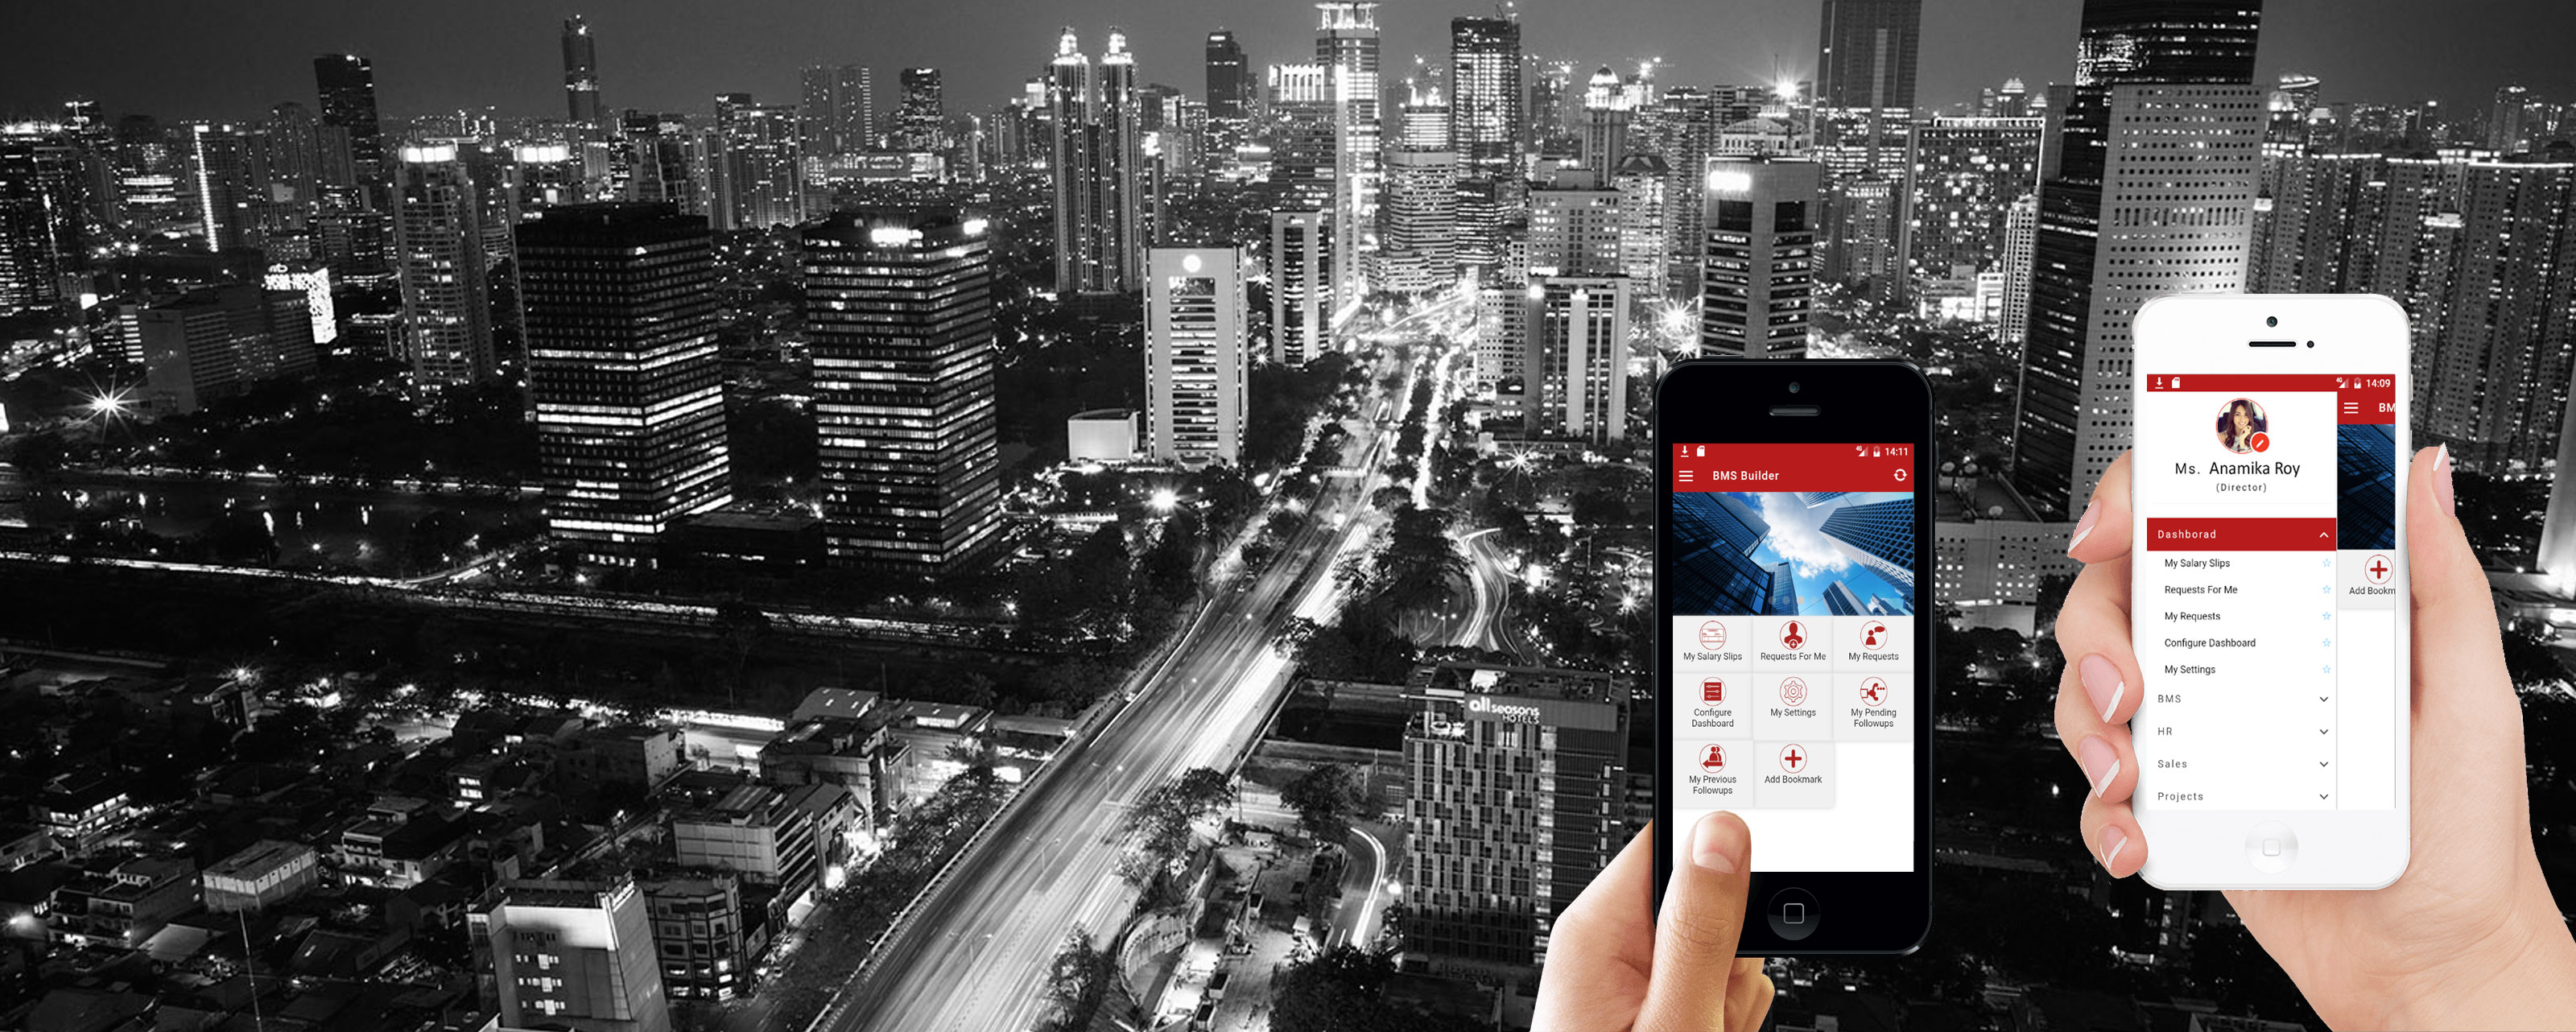 all seasons
HOTELS
14:11
BMS Builder
My Salary Slips
Requests For Me
My Requests
Configure
Dashboard
My Settings
My Pending
Followups
My Previous
Followups
Add Bookmark
14:09
BM
Ms. Anamika Roy
(Director)
Dashborad
My Salary Slips
Requests For Me
My Requests
Configure Dashboard
My Settings
BMS
HR
Sales
Projects
Add Bookm